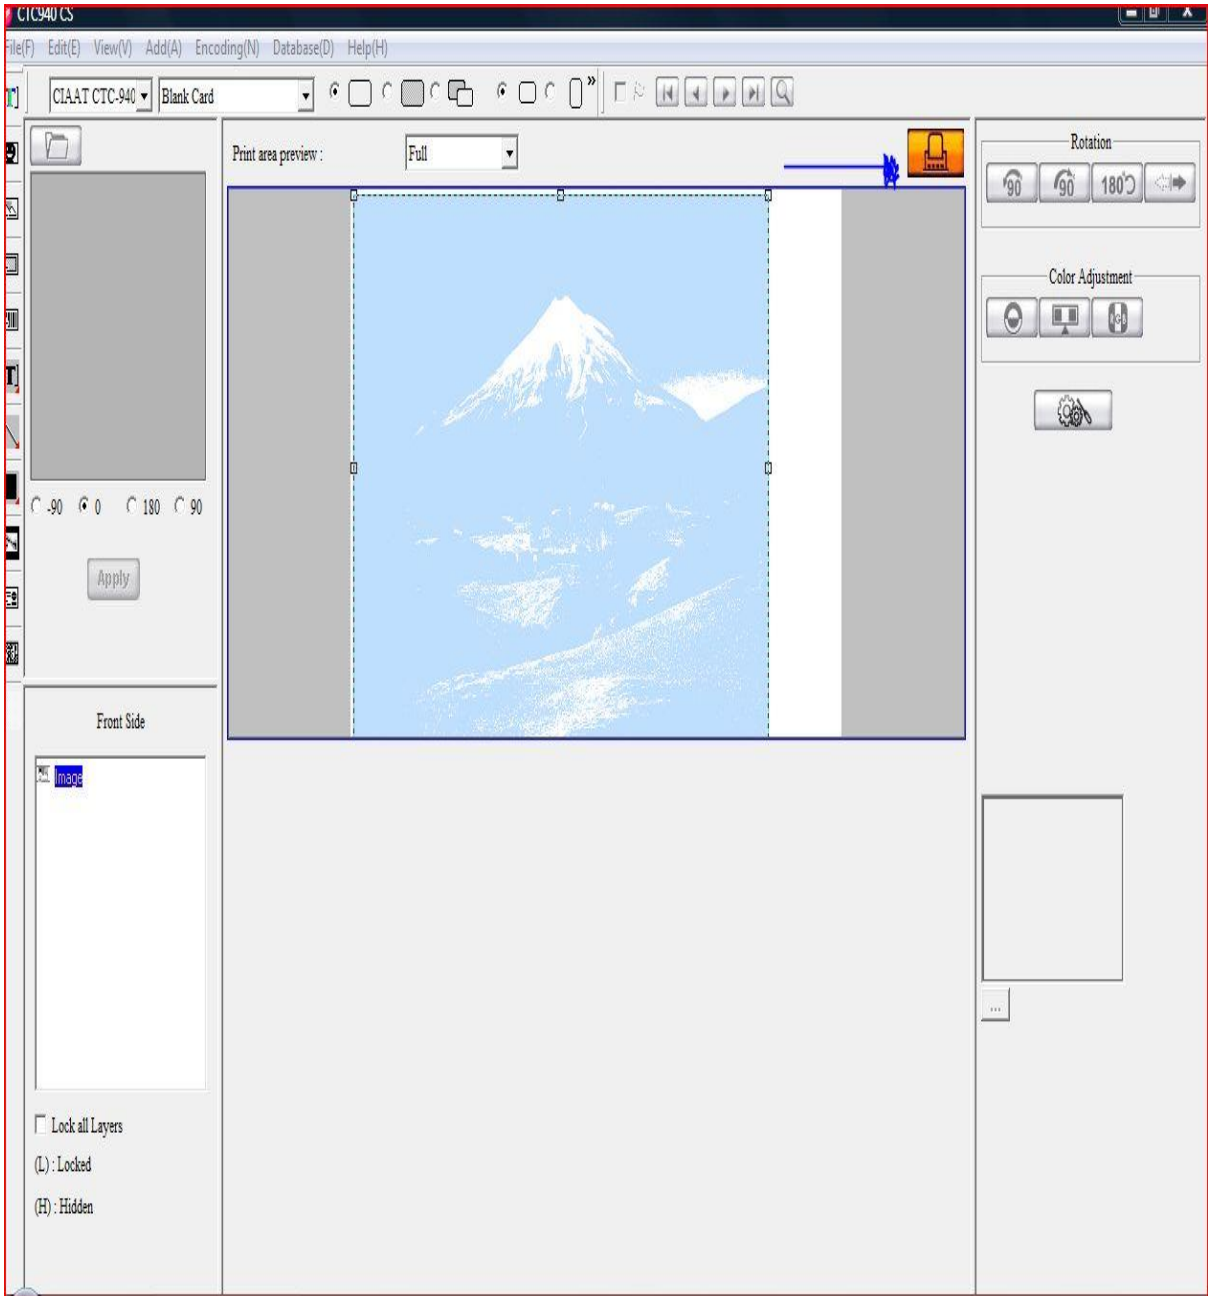 CTC940 CS
File(F) Edit(E) View(V) Add(A) Encoding(N) Database(D) Help(H)
CIAAT CTC-940 Blank Card
Print area preview : Full
Rotation
90 90 180°
Color Adjustment
RGB
-90 0 180 90
Apply
Front Side
Image
...
Lock all Layers
(L) : Locked
(H) : Hidden